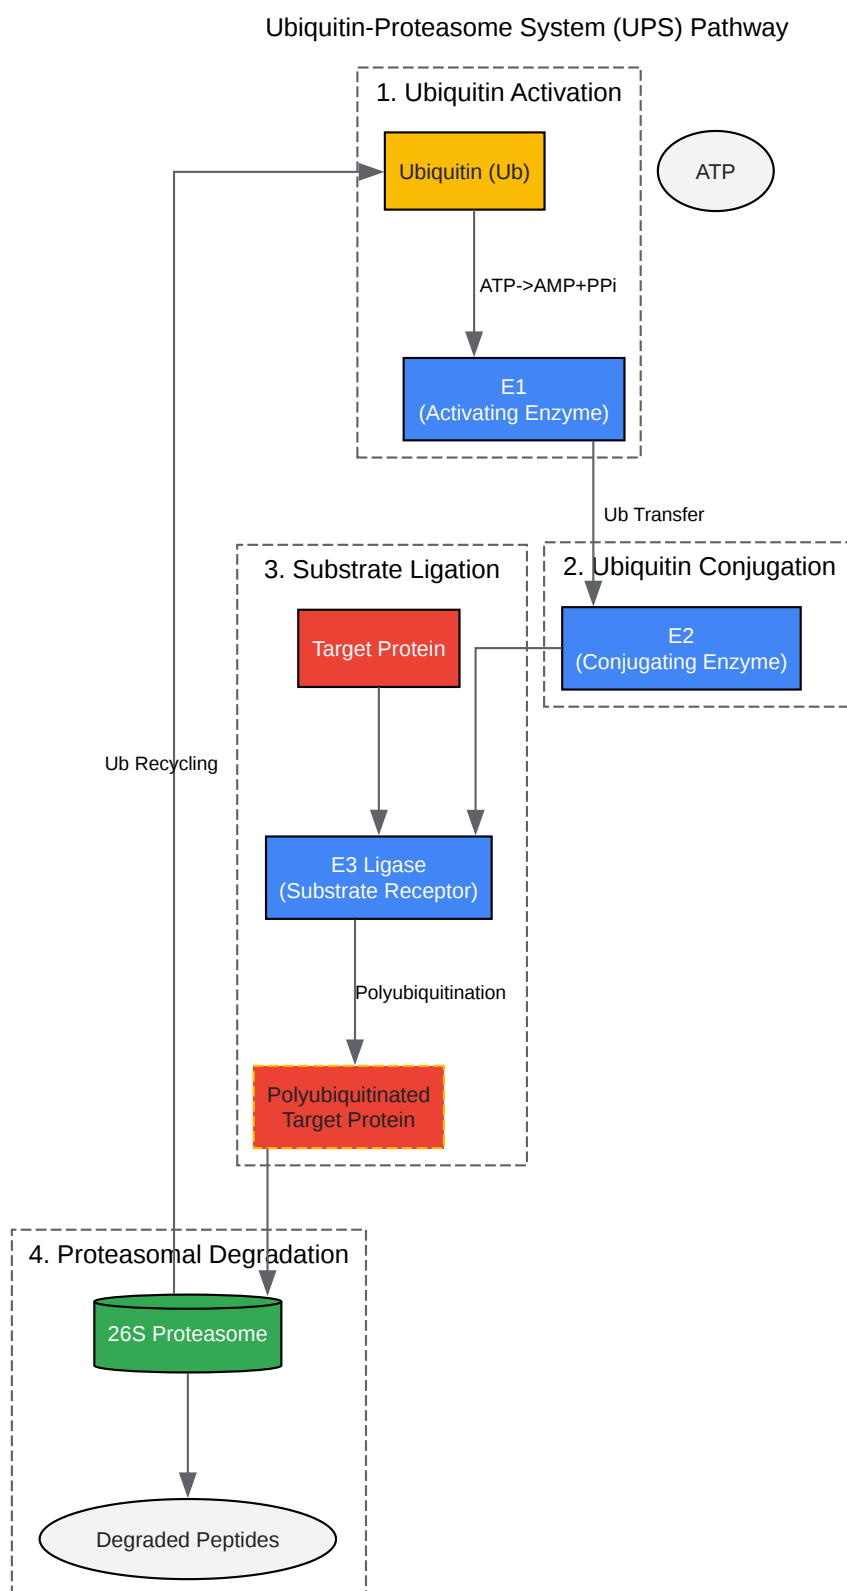 Ubiquitin-Proteasome System (UPS) Pathway
1. Ubiquitin Activation
Ubiquitin (Ub)
ATP
ATP->AMP+PPi
E1
(Activating Enzyme)
Ub Transfer
2. Ubiquitin Conjugation
E2
(Conjugating Enzyme)
3. Substrate Ligation
Target Protein
Ub Recycling
E3 Ligase
(Substrate Receptor)
Polyubiquitination
Polyubiquitinated
Target Protein
4. Proteasomal Degradation
26S Proteasome
Degraded Peptides